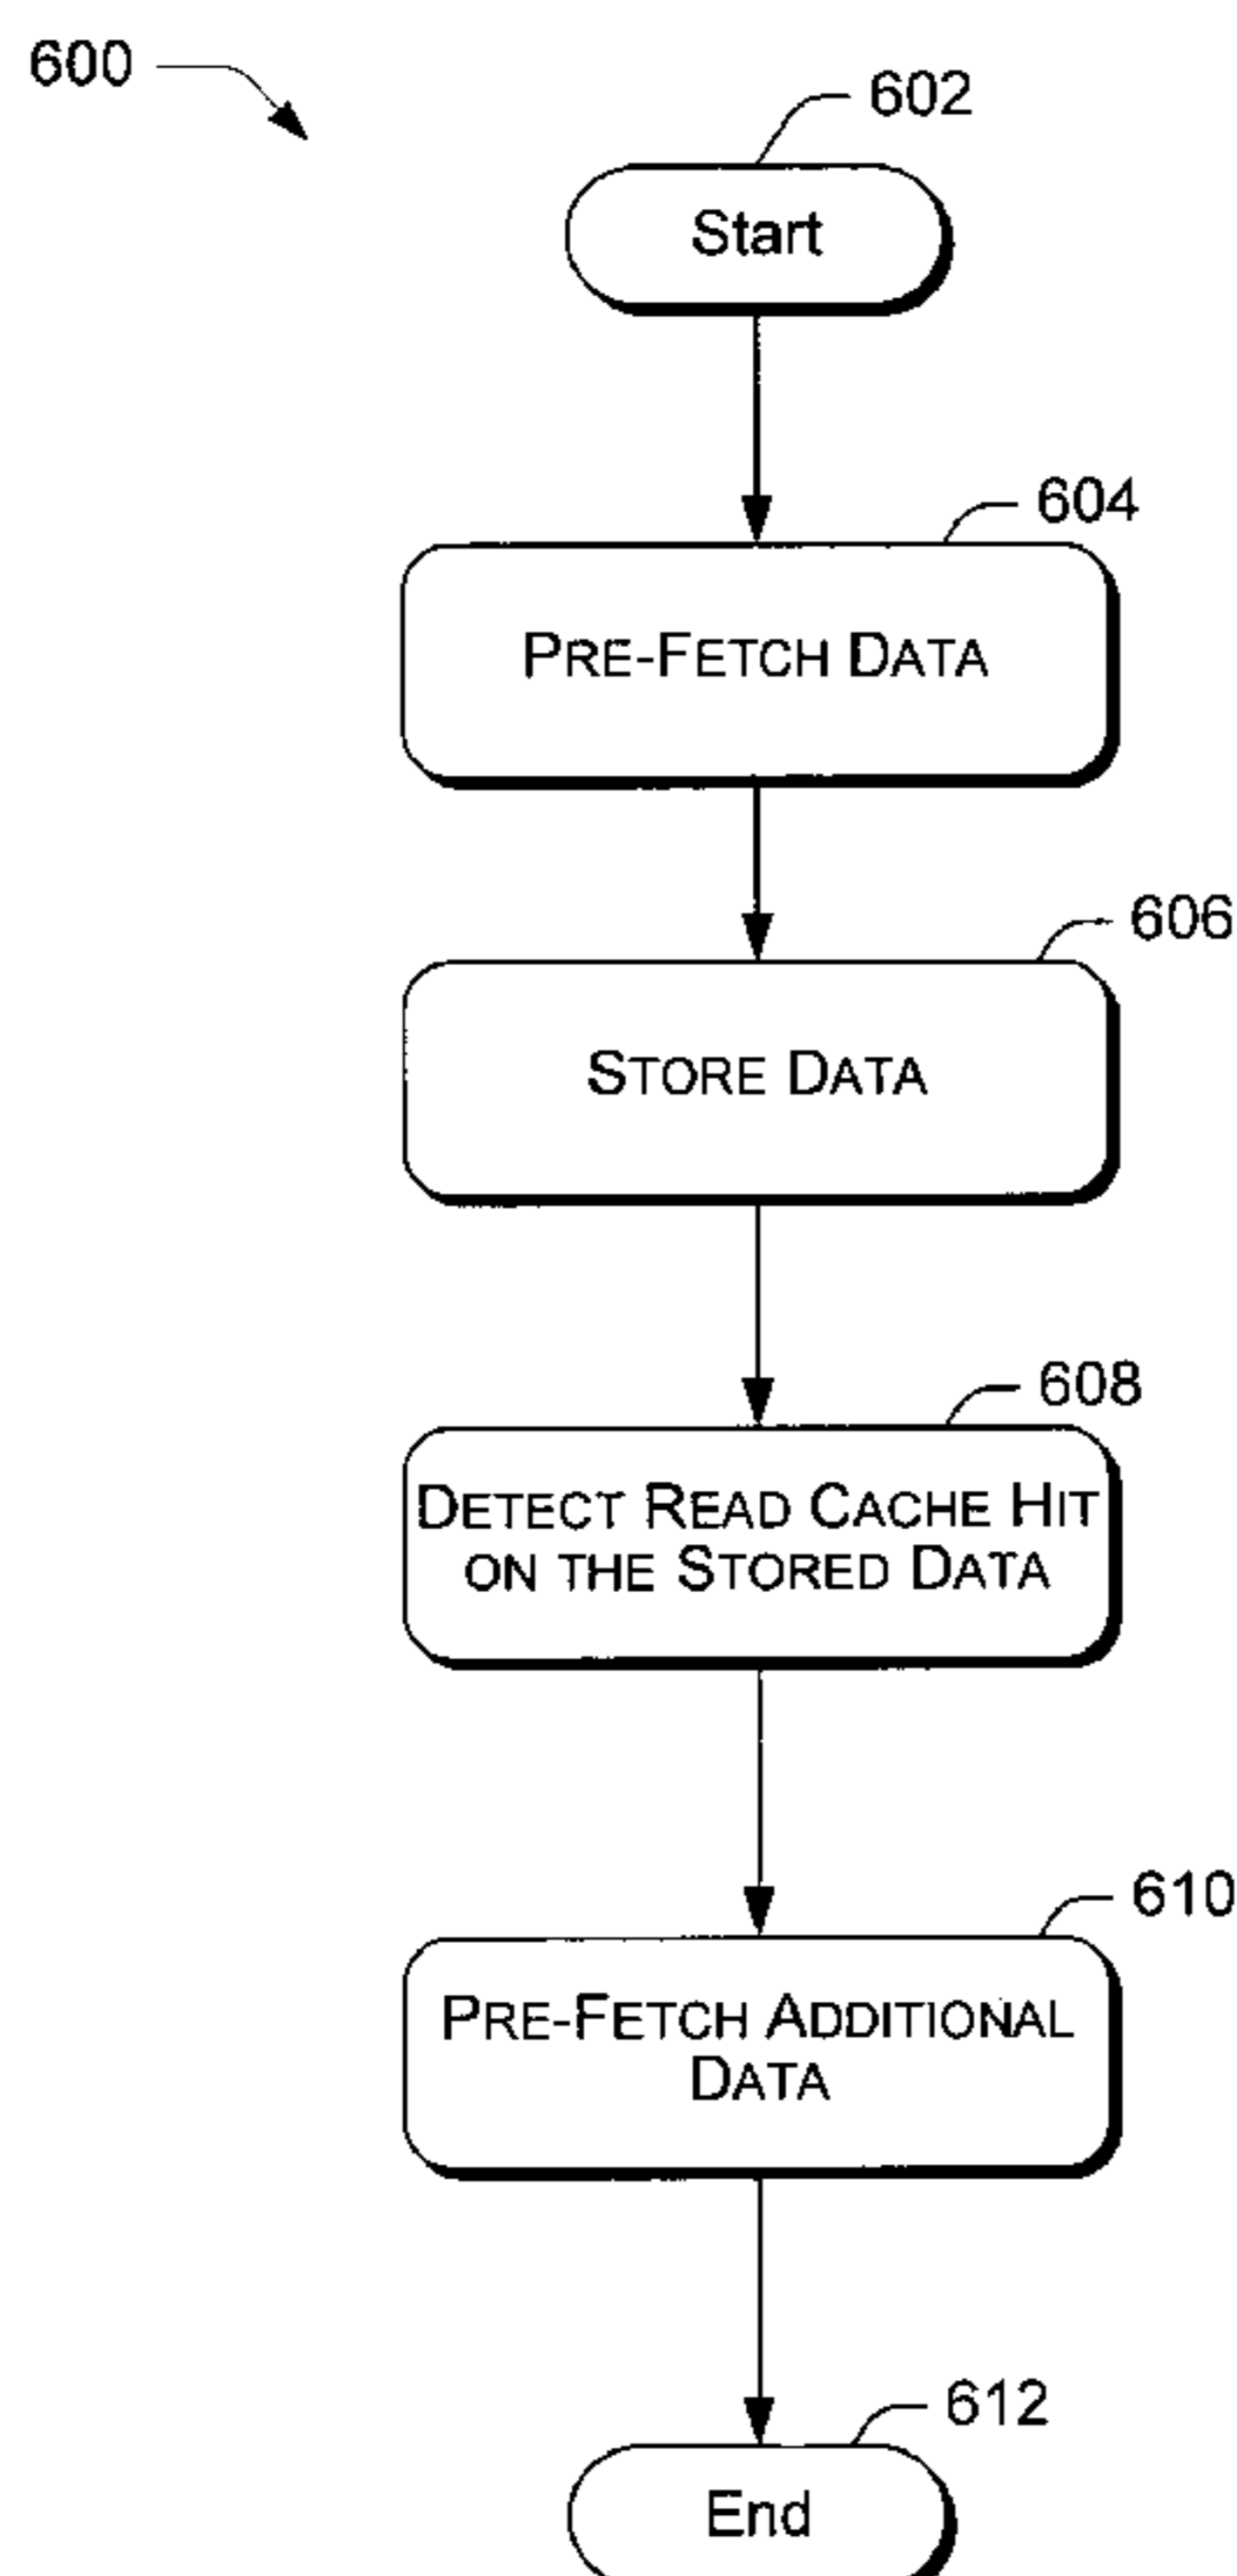 600
602
Start
604
PRE-FETCH DATA
606
STORE DATA
608
DETECT READ CACHE HIT
ON THE STORED DATA
610
PRE-FETCH ADDITIONAL
DATA
612
End